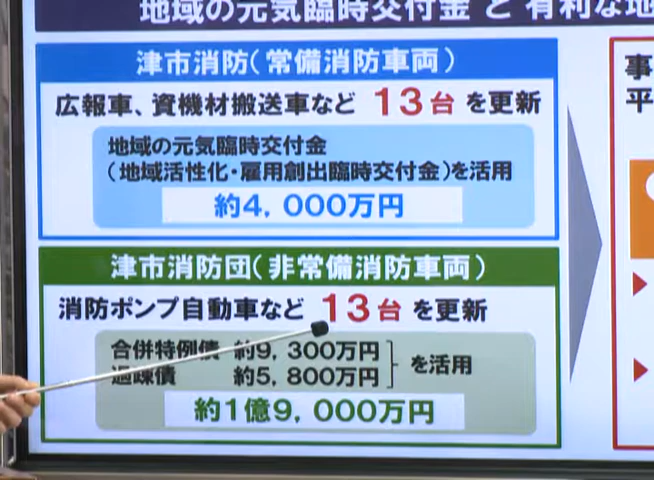 地域の元気臨時交付金 と 有利な地
津市消防(常備消防車両)
広報車、資機材搬送車など 13台 を更新
地域の元気臨時交付金
(地域活性化・雇用創出臨時交付金)を活用
約4,000万円
津市消防団(非常備消防車両)
消防ポンプ自動車など 13台 を更新
合併特例債 約9,300万円
過疎債 約5,800万円
を活用
約1億9,000万円
事
平